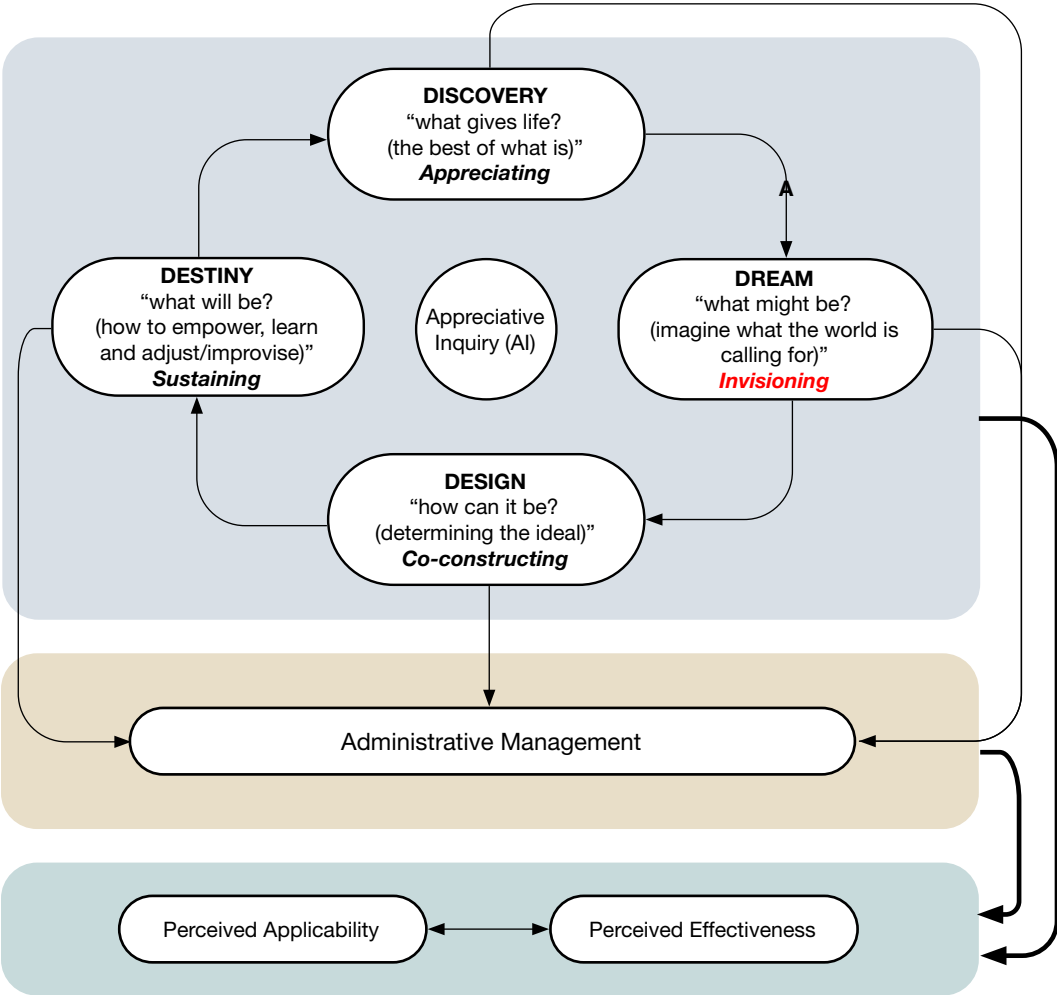 DISCOVERY
“what gives life?
(the best of what is)”
Appreciating
A
DESTINY
“what will be?
(how to empower, learn
and adjust/improvise)”
Sustaining
Appreciative
Inquiry (AI)
DREAM
“what might be?
(imagine what the world is
calling for)”
Invisioning
DESIGN
“how can it be?
(determining the ideal)”
Co-constructing
Administrative Management
Perceived Applicability
Perceived Effectiveness